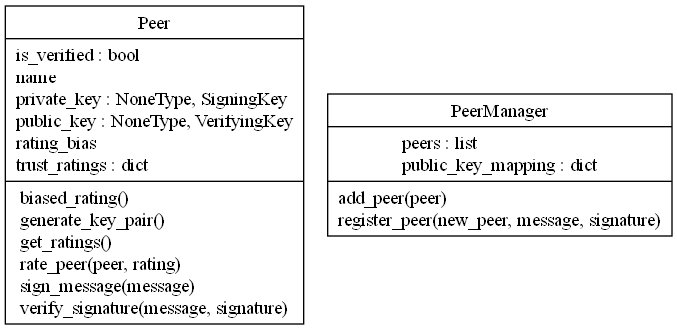 Peer
is_verified : bool
name
private_key : NoneType, SigningKey
public_key : NoneType, VerifyingKey
rating_bias
trust_ratings : dict
biased_rating()
generate_key_pair()
get_ratings()
rate_peer(peer, rating)
sign_message(message)
verify_signature(message, signature)
PeerManager
peers : list
public_key_mapping : dict
add_peer(peer)
register_peer(new_peer, message, signature)